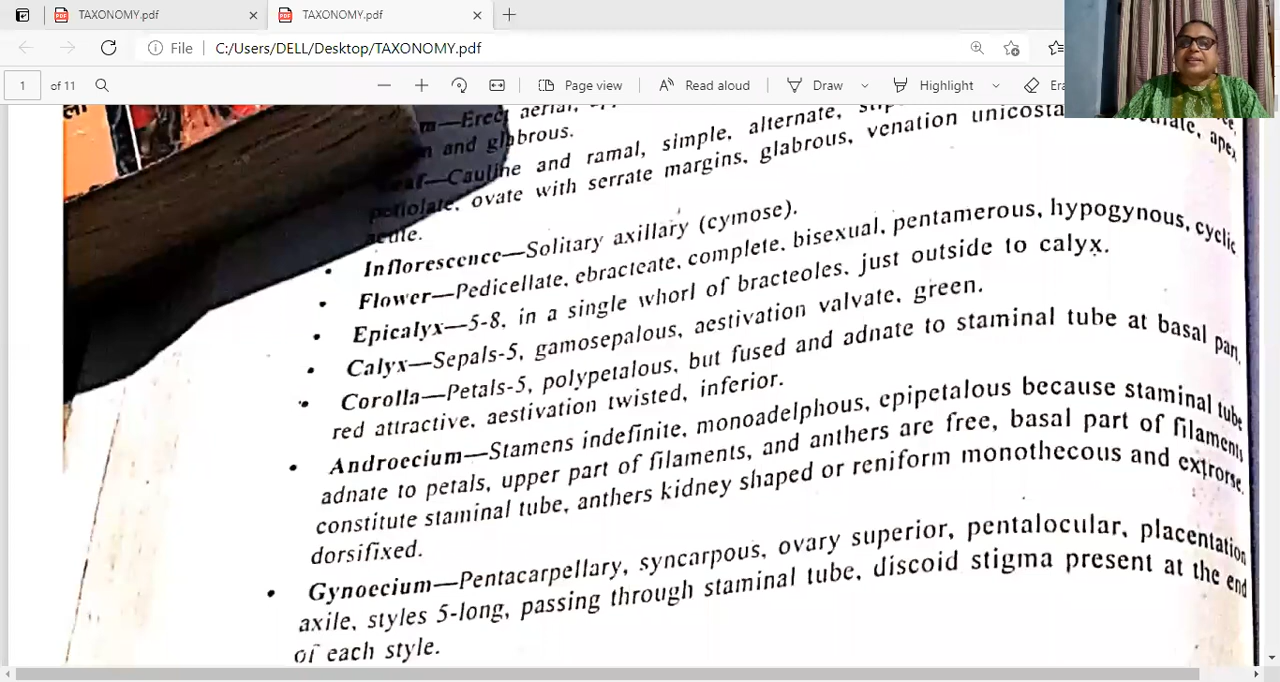 TAXONOMY.pdf
TAXONOMY.pdf
File C:/Users/DELL/Desktop/TAXONOMY.pdf
1 of 11 Page view Read aloud Draw Highlight
Erect aerial,
and glabrous.
Cauline and ramal, simple, alternate,
petiolate, ovate with serrate margins, glabrous, venation apex
acute.
• Inflorescence—Solitary axillary (cymose).
• Flower—Pedicellate, ebracteate, complete, bisexual, pentamerous, hypogynous, cyclic
• Epicalyx—5-8, in a single whorl of bracteoles, just outside to calyx.
• Calyx—Sepals-5, gamosepalous, aestivation valvate, green.
• Corolla—Petals-5, polypetalous, but fused and adnate to staminal tube at basal part,
red attractive, aestivation twisted, inferior.
• Androecium—Stamens indefinite, monoadelphous, epipetalous because staminal tube
adnate to petals, upper part of filaments, and anthers are free, basal part of filaments
constitute staminal tube, anthers kidney shaped or reniform monothecous and extrorse,
dorsifixed.
• Gynoecium—Pentacarpellary, syncarpous, ovary superior, pentalocular, placentation
axile, styles 5-long, passing through staminal tube, discoid stigma present at the end
of each style.